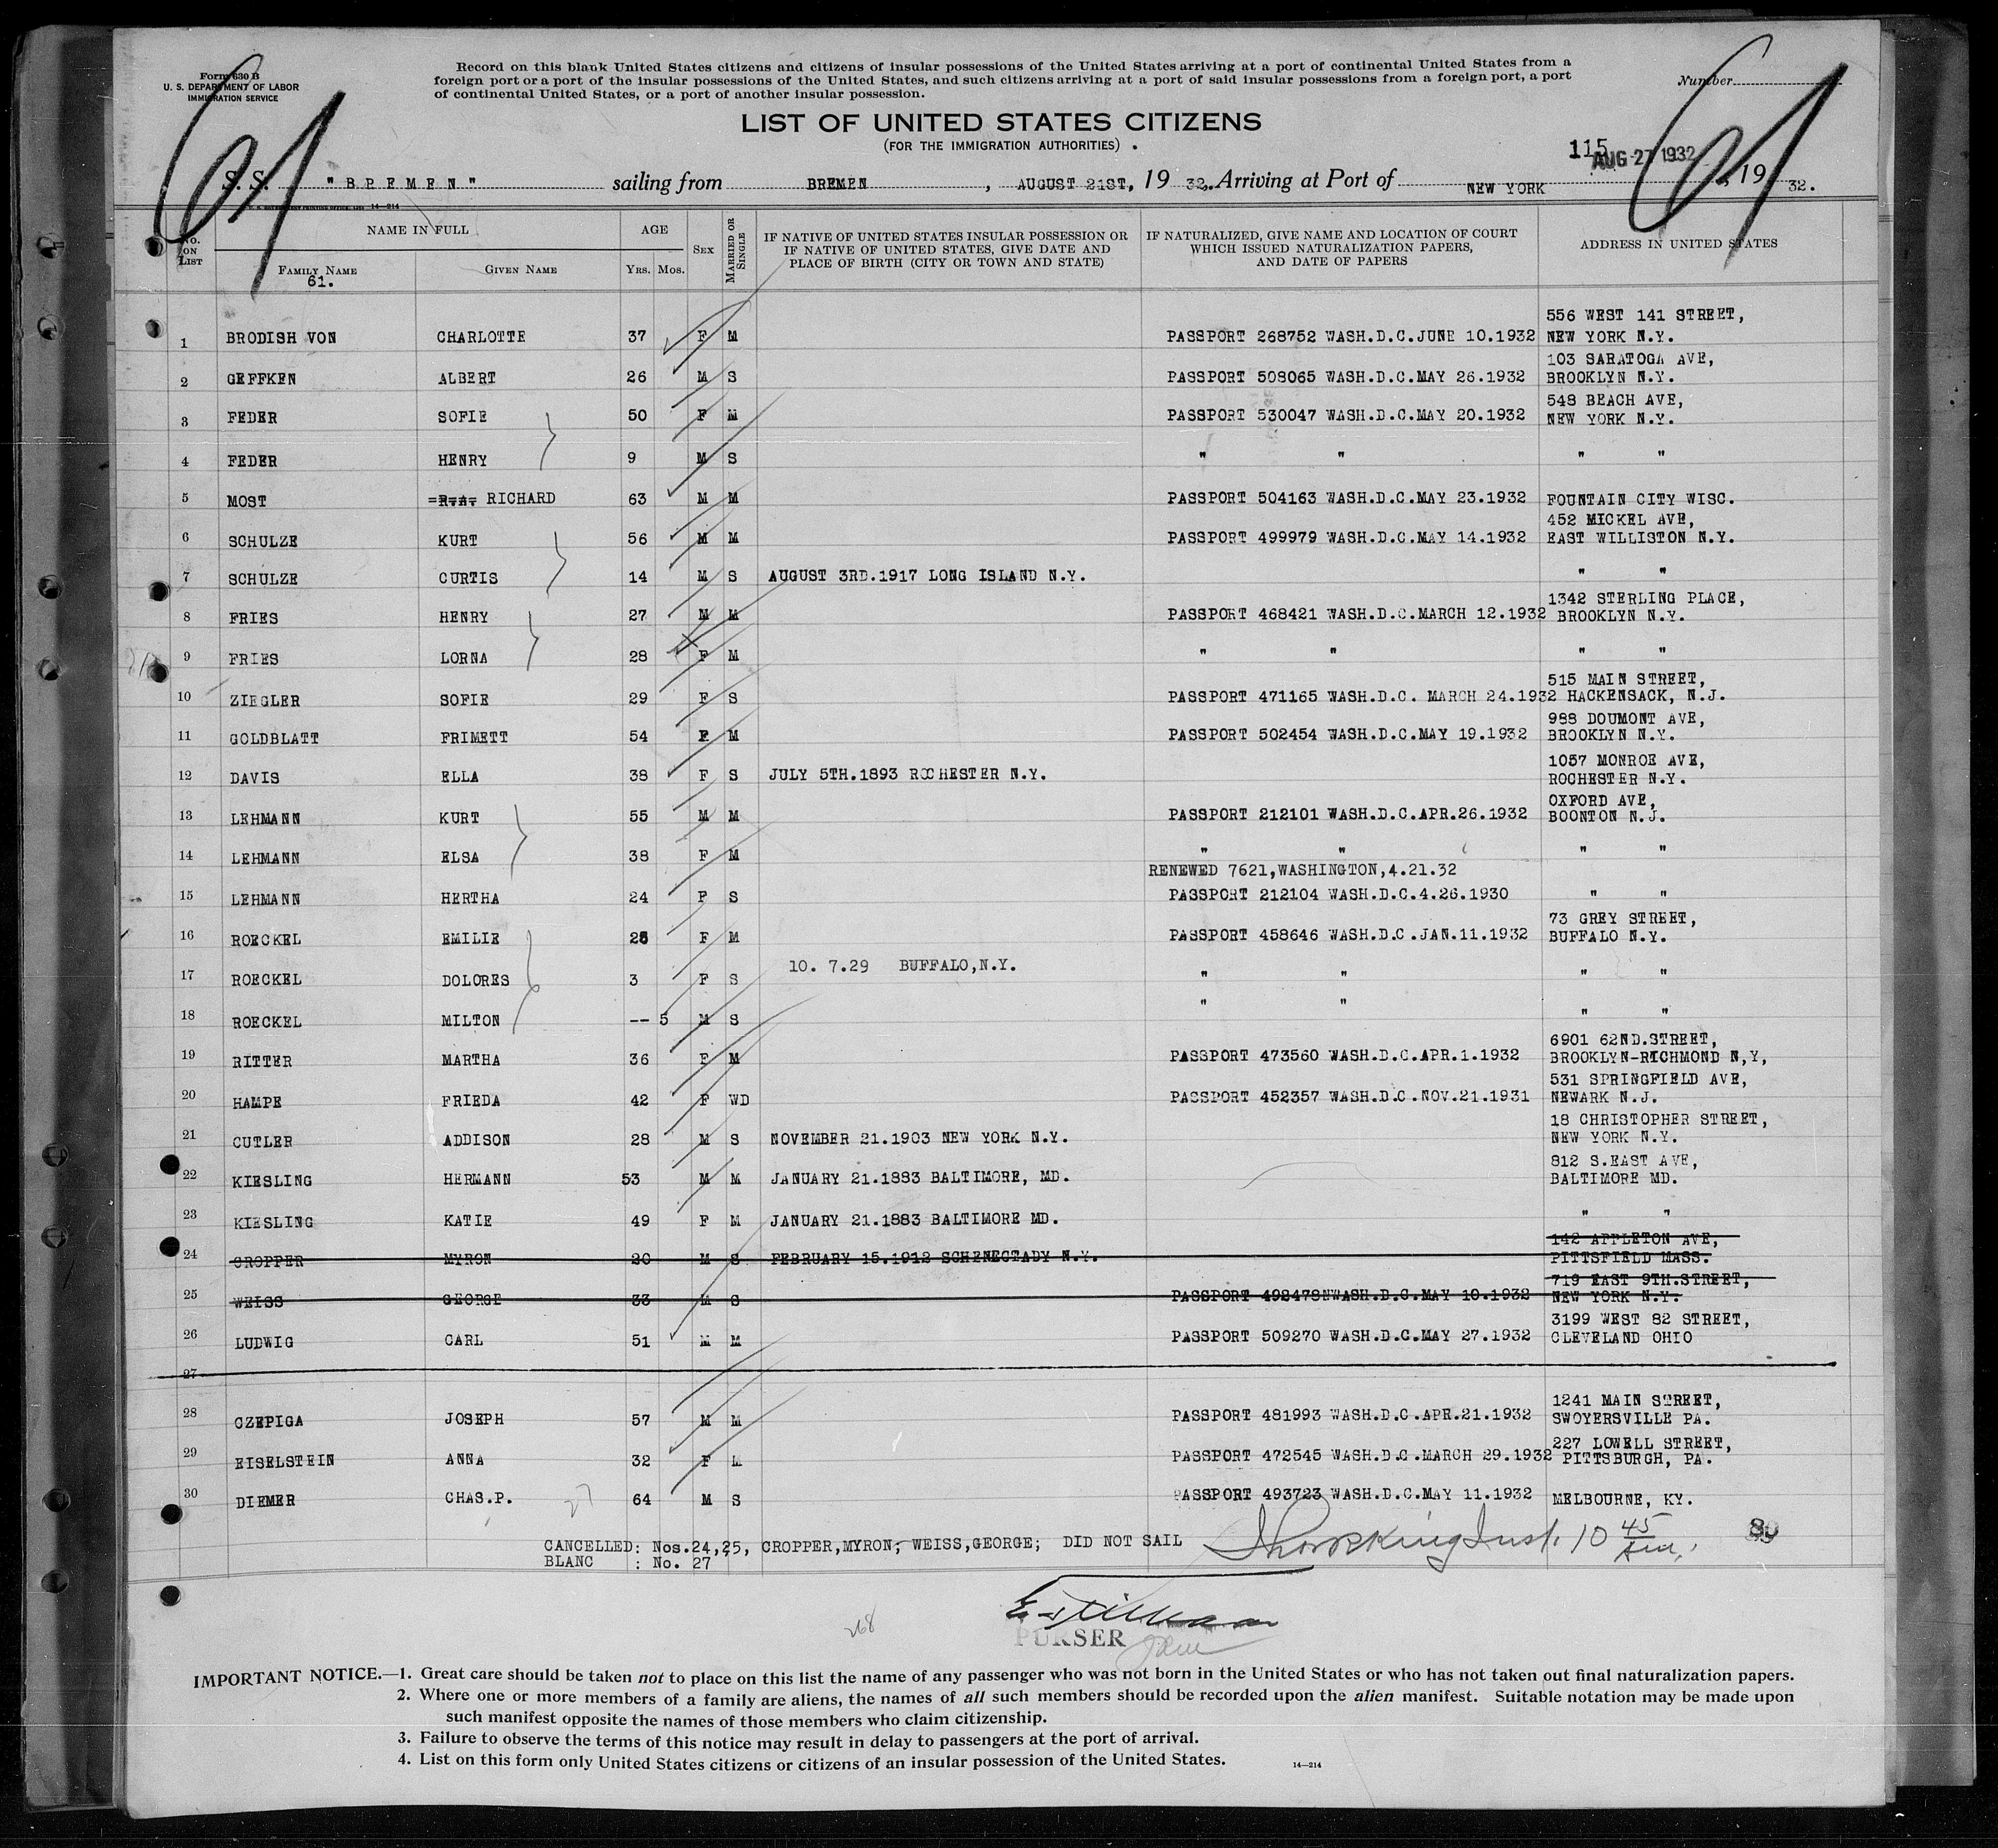 Form 630 B
U. S. DEPARTMENT OF LABOR
IMMIGRATION SERVICE
Record on this blank United States citizens and citizens of insular possessions of the United States arriving at a port of continental United States from a
foreign port or a port of the insular possessions of the United States, and such citizens arriving at a port of said insular possessions from a foreign port, a port
of continental United States, or a port of another insular possession.
Number
61 61
LIST OF UNITED STATES CITIZENS
(FOR THE IMMIGRATION AUTHORITIES)
115 AUG 27 1932
S. S. "BREMEN" sailing from BREMEN, AUGUST 21ST, 19 32, Arriving at Port of NEW YORK, 19 32.
14—214
No. ON LIST NAME IN FULL AGE SEX MARRIED OR SINGLE IF NATIVE OF UNITED STATES INSULAR POSSESSION OR IF NATIVE OF UNITED STATES, GIVE DATE AND PLACE OF BIRTH (CITY OR TOWN AND STATE) IF NATURALIZED, GIVE NAME AND LOCATION OF COURT WHICH ISSUED NATURALIZATION PAPERS, AND DATE OF PAPERS ADDRESS IN UNITED STATES
FAMILY NAME GIVEN NAME YRS. MOS.
61.
1 BRODISH VON CHARLOTTE 37 F M PASSPORT 268752 WASH.D.C.JUNE 10.1932 556 WEST 141 STREET, NEW YORK N.Y.
2 GEFFKEN ALBERT 26 M S PASSPORT 508065 WASH.D.C.MAY 26.1932 103 SARATOGA AVE, BROOKLYN N.Y.
3 FEDER SOFIE 50 F M PASSPORT 530047 WASH.D.C.MAY 20.1932 548 BEACH AVE, NEW YORK N.Y.
4 FEDER HENRY 9 M S " " " "
5 MOST =R.A. RICHARD 63 M M PASSPORT 504163 WASH.D.C.MAY 23.1932 FOUNTAIN CITY WISC.
6 SCHULZE KURT 56 M M PASSPORT 499979 WASH.D.C.MAY 14.1932 452 MICKEL AVE, EAST WILLISTON N.Y.
7 SCHULZE CURTIS 14 M S AUGUST 3RD.1917 LONG ISLAND N.Y. " "
8 FRIES HENRY 27 M M PASSPORT 468421 WASH.D.C.MARCH 12.1932 1342 STERLING PLACE, BROOKLYN N.Y.
9 FRIES LORNA 28 F M " " " "
10 ZIEGLER SOFIE 29 F S PASSPORT 471165 WASH.D.C. MARCH 24.1932 515 MAIN STREET, HACKENSACK, N.J.
11 GOLDBLATT FRIMETT 54 F M PASSPORT 502454 WASH.D.C.MAY 19.1932 988 DOUMONT AVE, BROOKLYN N.Y.
12 DAVIS ELLA 38 F S JULY 5TH.1893 ROCHESTER N.Y. 1057 MONROE AVE, ROCHESTER N.Y.
13 LEHMANN KURT 55 M M PASSPORT 212101 WASH.D.C.APR.26.1932 OXFORD AVE, BOONTON N.J.
14 LEHMANN ELSA 38 F M " " " "
RENEWED 7621,WASHINGTON,4.21.32
15 LEHMANN HERTHA 24 F S PASSPORT 212104 WASH.D.C.4.26.1930 " "
16 ROECKEL EMILIE 25 F M PASSPORT 458646 WASH.D.C.JAN.11.1932 73 GREY STREET, BUFFALO N.Y.
17 ROECKEL DOLORES 3 F S 10. 7.29 BUFFALO,N.Y. " " " "
18 ROECKEL MILTON -- 5 M S " " " "
19 RITTER MARTHA 36 F M PASSPORT 473560 WASH.D.C.APR.1.1932 6901 62ND.STREET, BROOKLYN-RICHMOND N,Y,
20 HAMPE FRIEDA 42 F WD PASSPORT 452357 WASH.D.C.NOV.21.1931 531 SPRINGFIELD AVE, NEWARK N.J.
21 CUTLER ADDISON 28 M S NOVEMBER 21.1903 NEW YORK N.Y. 18 CHRISTOPHER STREET, NEW YORK N.Y.
22 KIESLING HERMANN 53 M M JANUARY 21.1883 BALTIMORE, MD. 812 S.EAST AVE, BALTIMORE MD.
23 KIESLING KATIE 49 F M JANUARY 21.1883 BALTIMORE MD. " "
24 CROPPER MYRON 20 M S FEBRUARY 15.1912 SCHENECTADY N.Y. 142 APPLETON AVE, PITTSFIELD MASS.
25 WEISS GEORGE 33 M S PASSPORT 492478NWASH.D.C.MAY 10.1932 719 EAST 9TH.STREET, NEW YORK N.Y.
26 LUDWIG CARL 51 M M PASSPORT 509270 WASH.D.C.MAY 27.1932 3199 WEST 82 STREET, CLEVELAND OHIO
27
28 CZEPIGA JOSEPH 57 M M PASSPORT 481993 WASH.D.C.APR.21.1932 1241 MAIN STREET, SWOYERSVILLE PA.
29 EISELSTEIN ANNA 32 F M PASSPORT 472545 WASH.D.C.MARCH 29.1932 227 LOWELL STREET, PITTSBURGH, PA.
30 DIEMER CHAS.P. 27 64 M S PASSPORT 493723 WASH.D.C.MAY 11.1932 MELBOURNE, KY.
CANCELLED: Nos.24,25, CROPPER,MYRON; WEISS,GEORGE; DID NOT SAIL
BLANC : No. 27
10 45
268
PURSER
IMPORTANT NOTICE.—1. Great care should be taken not to place on this list the name of any passenger who was not born in the United States or who has not taken out final naturalization papers.
2. Where one or more members of a family are aliens, the names of all such members should be recorded upon the alien manifest. Suitable notation may be made upon
such manifest opposite the names of those members who claim citizenship.
3. Failure to observe the terms of this notice may result in delay to passengers at the port of arrival.
4. List on this form only United States citizens or citizens of an insular possession of the United States.
14—214